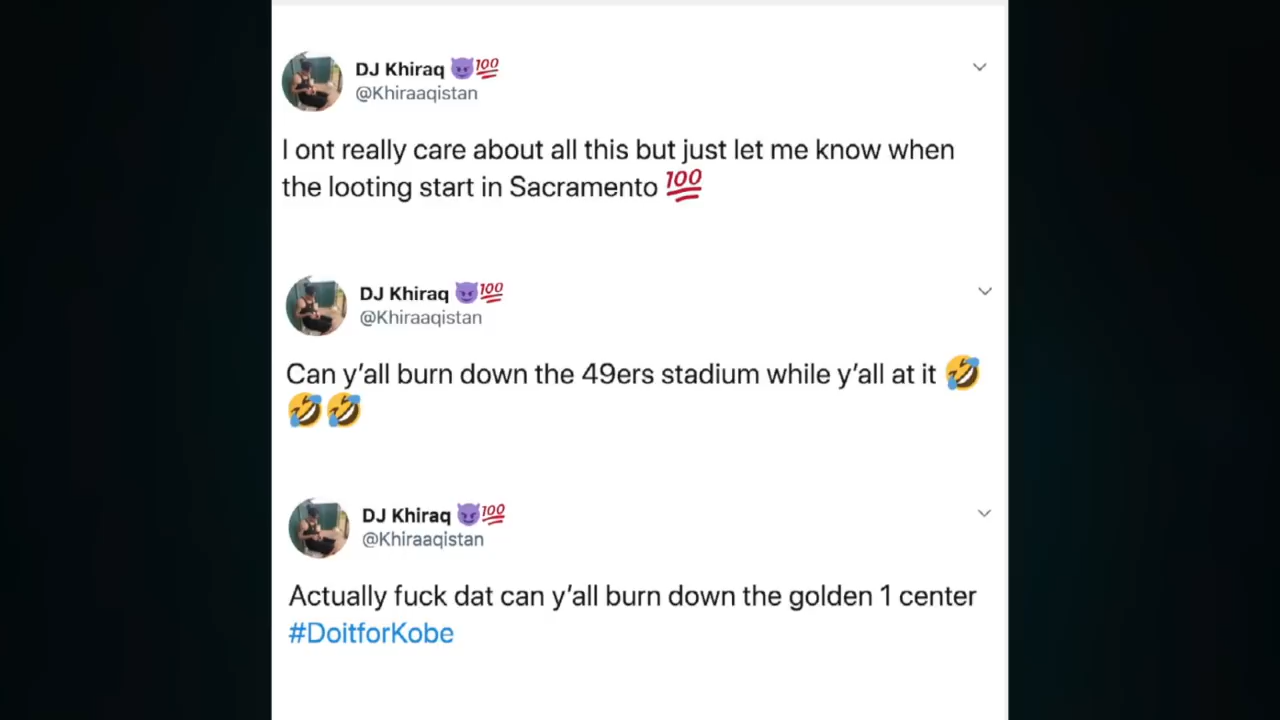 DJ Khiraq 😈💯
@Khiraaqistan
I ont really care about all this but just let me know when
the looting start in Sacramento 💯
DJ Khiraq 😈💯
@Khiraaqistan
Can y’all burn down the 49ers stadium while y’all at it 🤣
🤣🤣
DJ Khiraq 😈💯
@Khiraaqistan
Actually fuck dat can y’all burn down the golden 1 center
#DoitforKobe